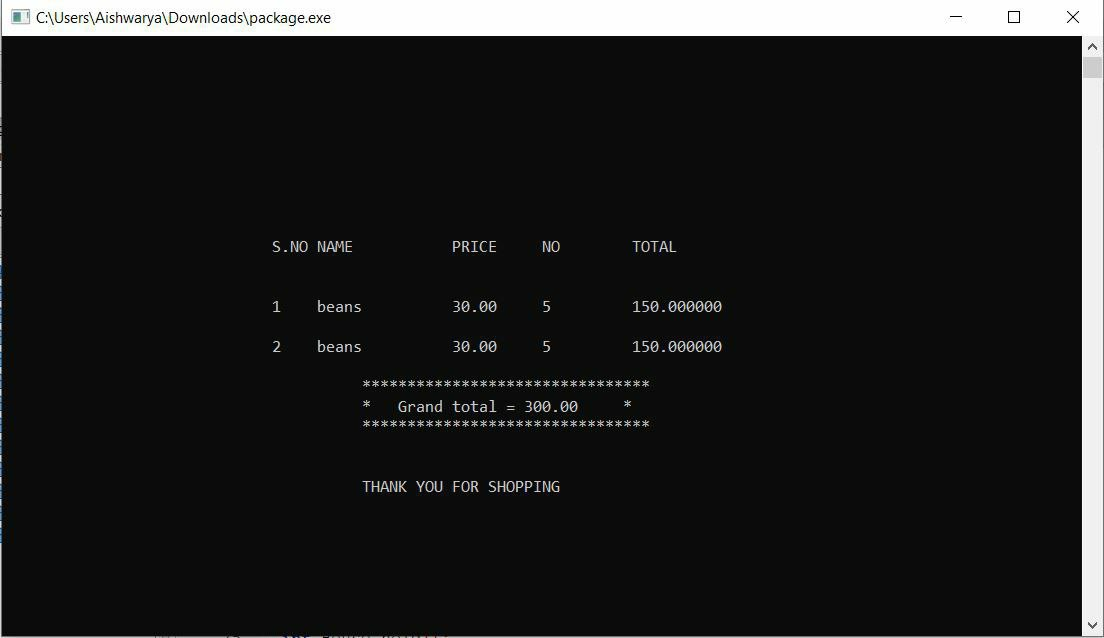 C:\Users\Aishwarya\Downloads\package.exe
S.NO NAME           PRICE     NO        TOTAL
1    beans          30.00     5         150.000000
2    beans          30.00     5         150.000000
********************************
*   Grand total = 300.00     *
********************************
THANK YOU FOR SHOPPING